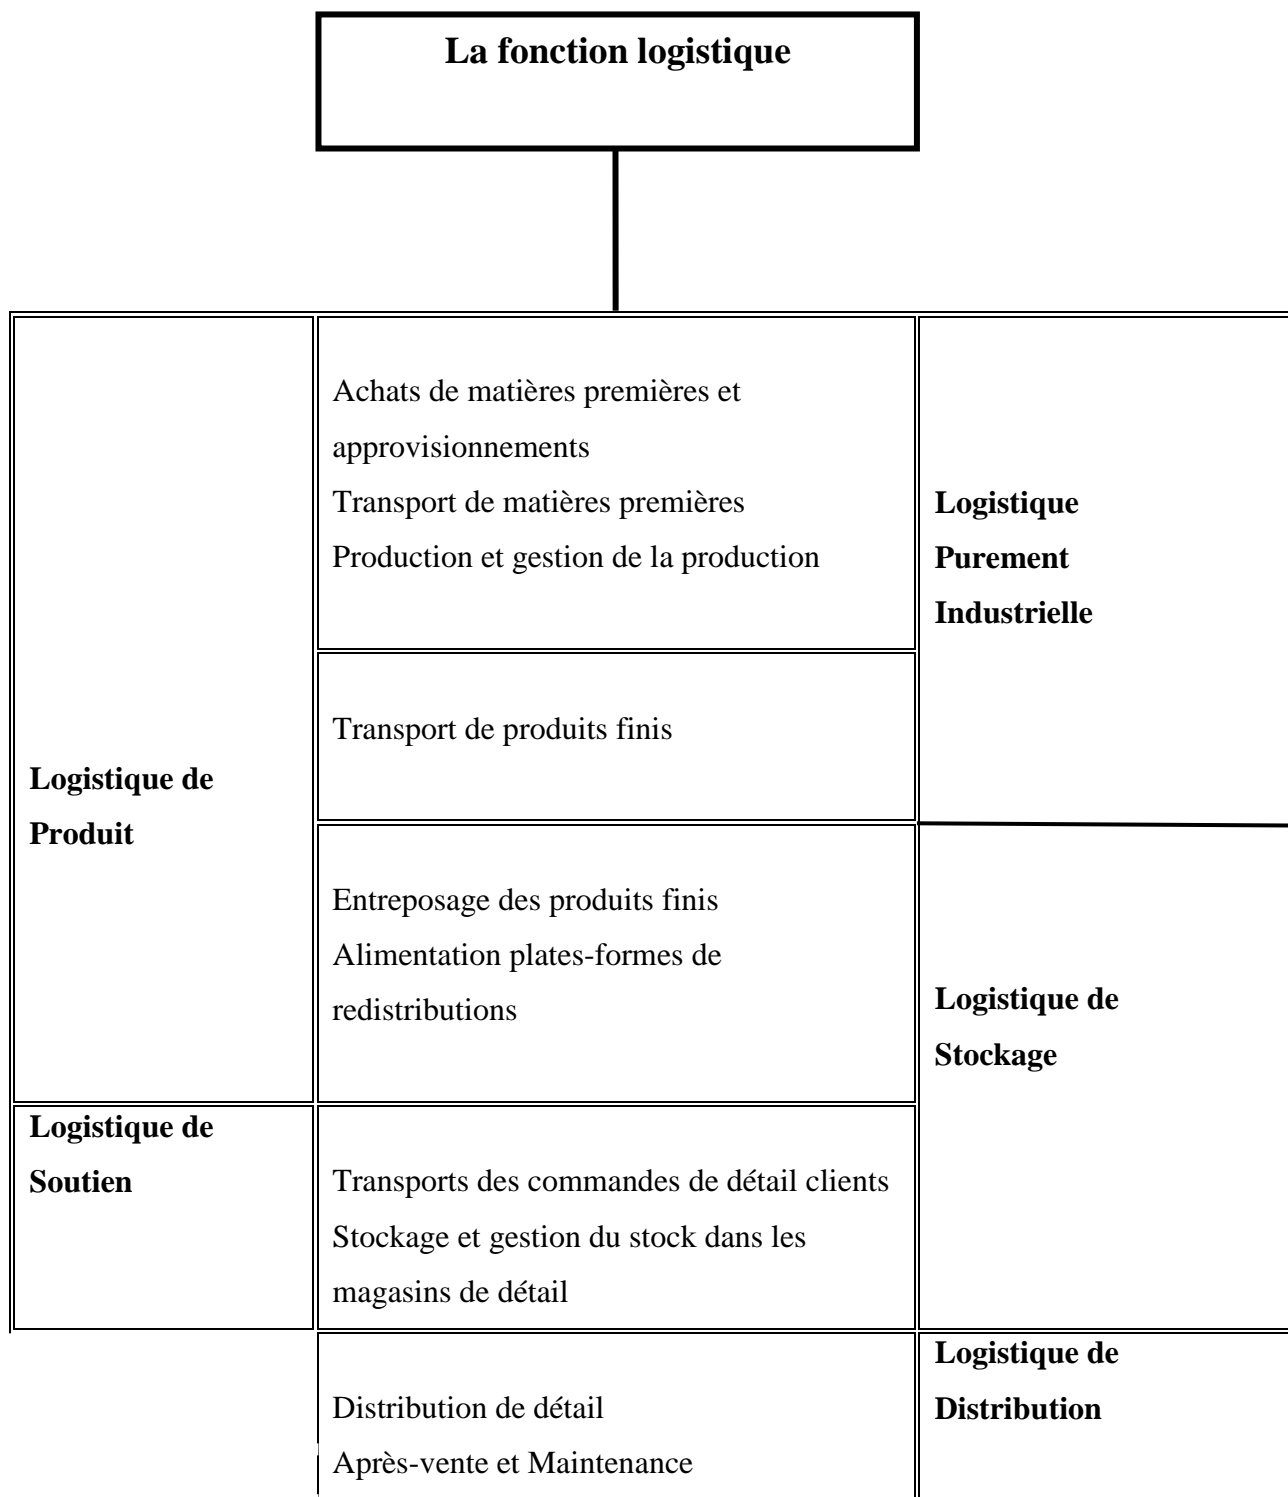 La fonction logistique
Achats de matières premières et
approvisionnements
Transport de matières premières
Production et gestion de la production
Logistique
Purement
Industrielle
Transport de produits finis
Logistique de
Produit
Entreposage des produits finis
Alimentation plates-formes de
redistributions
Logistique de
Stockage
Logistique de
Soutien
Transports des commandes de détail clients
Stockage et gestion du stock dans les
magasins de détail
Distribution de détail
Après-vente et Maintenance
Logistique de
Distribution